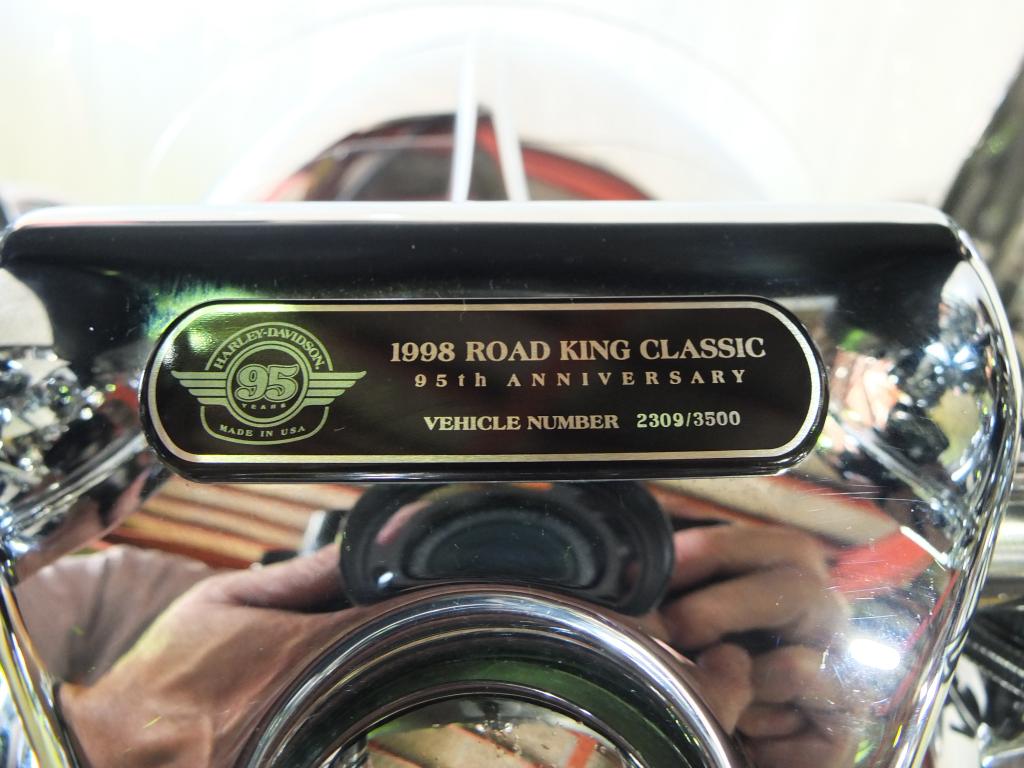 HARLEY-DAVIDSON
95
YEARS
MADE IN USA
1998 ROAD KING CLASSIC
95th ANNIVERSARY
VEHICLE NUMBER 2309/3500